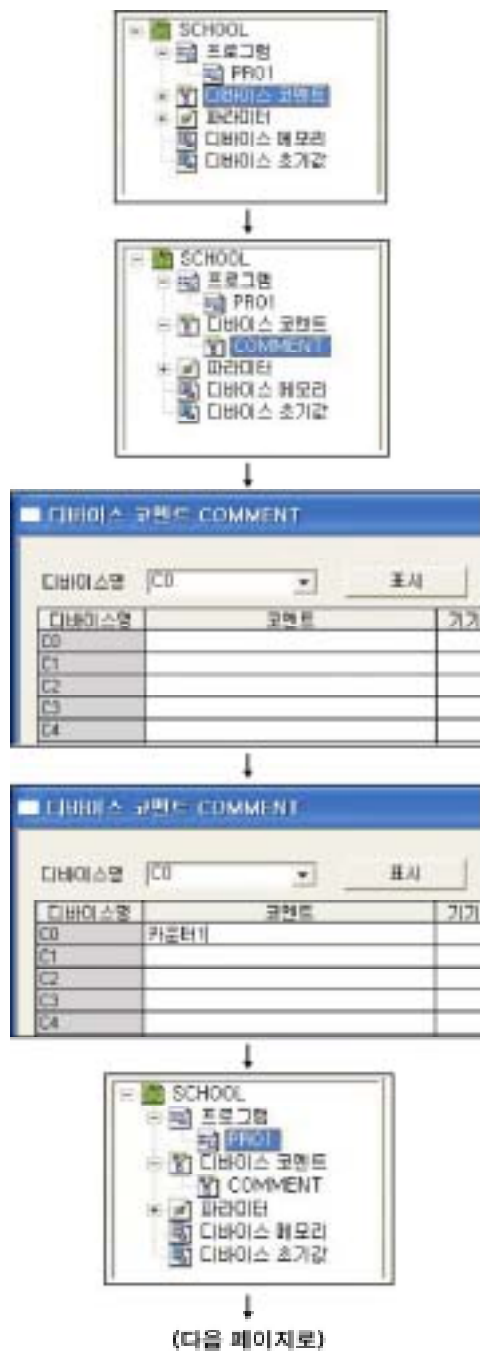 SCHOOL
프로그램
PRO1
디바이스 코멘트
파라미터
디바이스 메모리
디바이스 초기값
SCHOOL
프로그램
PRO1
디바이스 코멘트
COMMENT
파라미터
디바이스 메모리
디바이스 초기값
디바이스 코멘트 COMMENT
디바이스명 C0 표시
디바이스명 코멘트 기기
C0
C1
C2
C3
C4
디바이스 코멘트 COMMENT
디바이스명 C0 표시
디바이스명 코멘트 기기
C0 카운터1
C1
C2
C3
C4
SCHOOL
프로그램
PRO1
디바이스 코멘트
COMMENT
파라미터
디바이스 메모리
디바이스 초기값
(다음 페이지로)